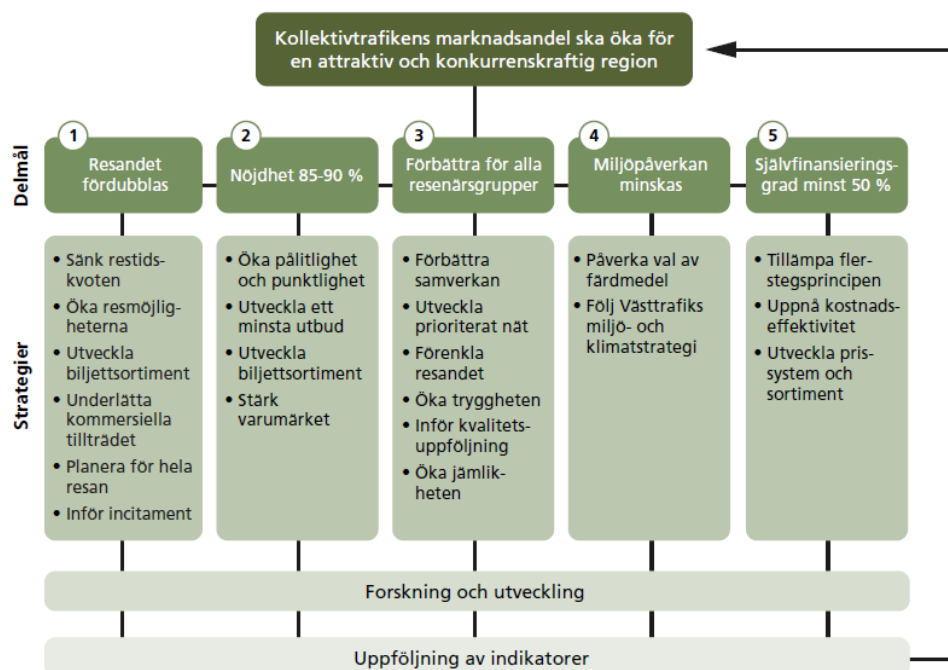 Kollektivtrafikens marknadsandel ska öka för
en attraktiv och konkurrenskraftig region
Delmål
1
Resandet
fördubblas
2
Nöjdhet 85-90 %
3
Förbättra för alla
resenärsgrupper
4
Miljöpåverkan
minskas
5
Självfinansierings-
grad minst 50 %
Strategier
• Sänk restids-
kvoten
• Öka resmöjlig-
heterna
• Utveckla
biljettsortiment
• Underlätta
kommersiella
tillträdet
• Planera för hela
resan
• Inför incitament
• Öka pålitlighet
och punktlighet
• Utveckla ett
minsta utbud
• Utveckla
biljettsortiment
• Stärk
varumärket
• Förbättra
samverkan
• Utveckla
prioriterat nät
• Förenkla
resandet
• Öka tryggheten
• Inför kvalitets-
uppföljning
• Öka jämlik-
heten
• Påverka val av
färdmedel
• Följ Västtrafiks
miljö- och
klimatstrategi
• Tillämpa fler-
stegsprincipen
• Uppnå kostnads-
effektivitet
• Utveckla pris-
system och
sortiment
Forskning och utveckling
Uppföljning av indikatorer